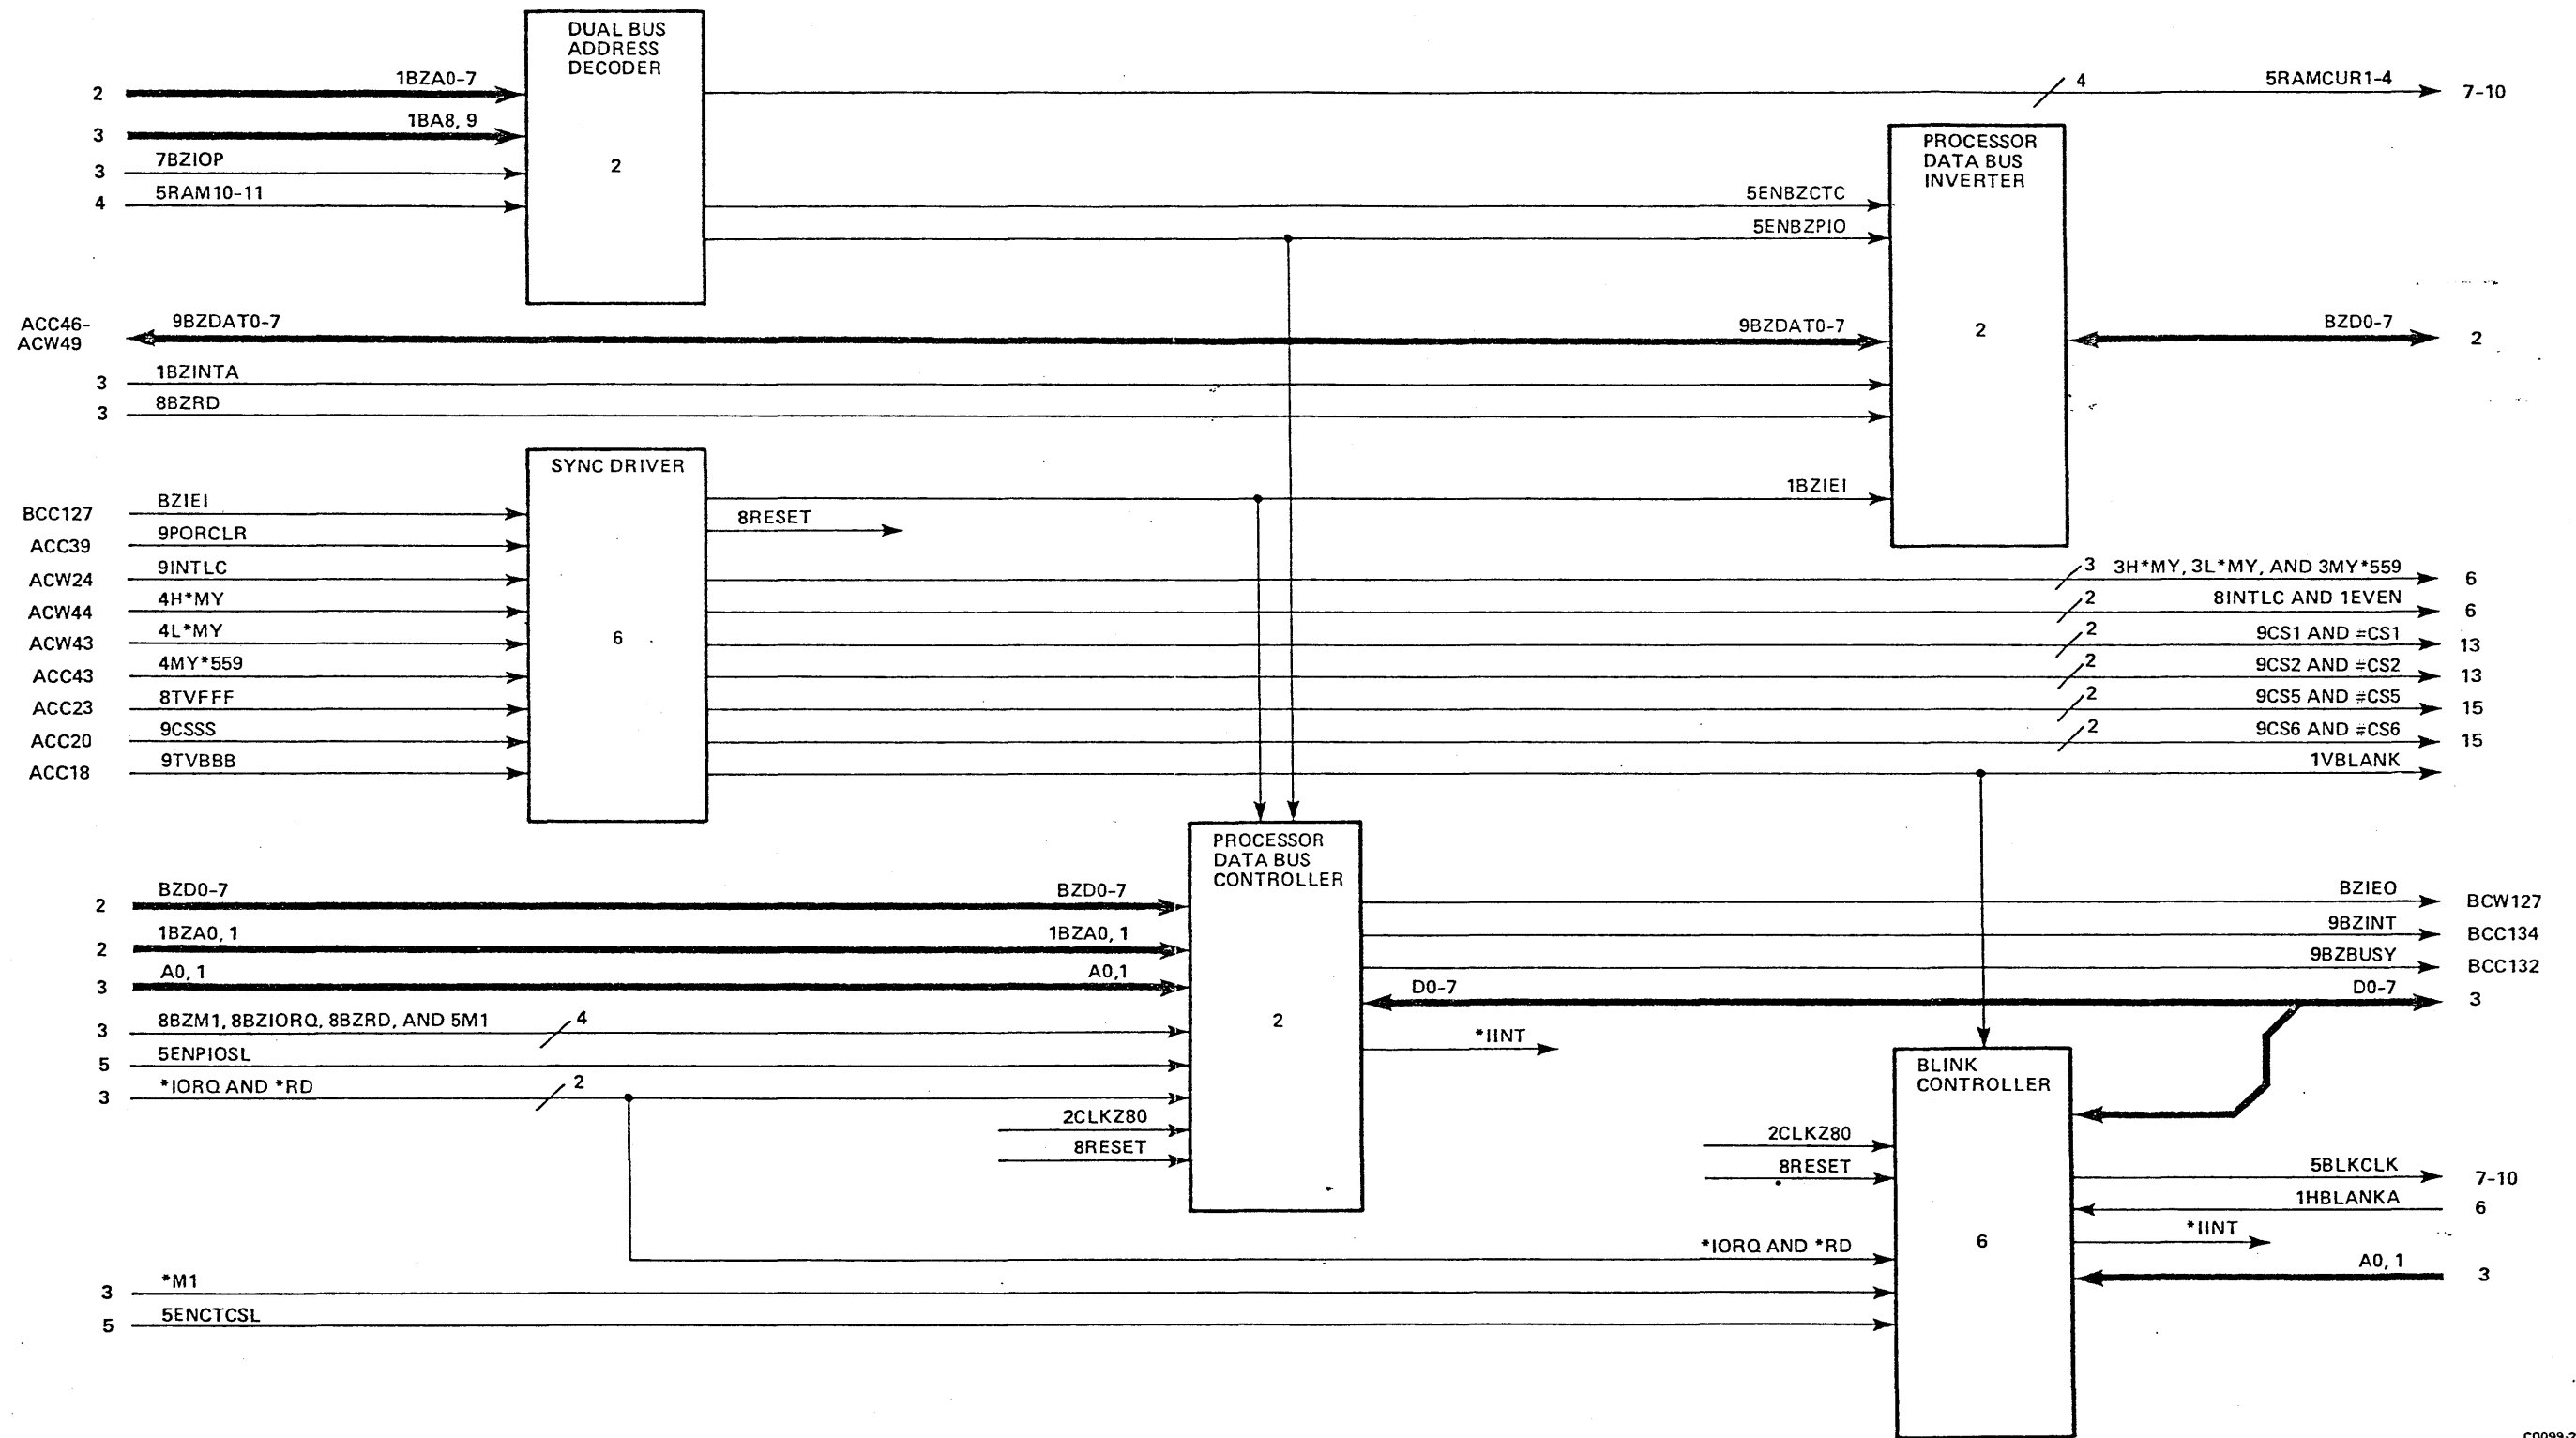 DUAL BUS
ADDRESS
DECODER
2
2 1BZA0-7
3 1BA8, 9
3 7BZIOP
4 5RAM10-11
4 5RAMCUR1-4 7-10
PROCESSOR
DATA BUS
INVERTER
2
5ENBZCTC
5ENBZPIO
ACC46-
ACW49
9BZDAT0-7 9BZDAT0-7
BZD0-7 2
3 1BZINTA
3 8BZRD
1BZIEI
SYNC DRIVER
6
BCC127 BZIEI
ACC39 9PORCLR
ACW24 9INTLC
ACW44 4H*MY
ACW43 4L*MY
ACC43 4MY*559
ACC23 8TVFFF
ACC20 9CSSS
ACC18 9TVBBB
8RESET
3 3H*MY, 3L*MY, AND 3MY*559 6
2 8INTLC AND 1EVEN 6
2 9CS1 AND =CS1 13
2 9CS2 AND =CS2 13
2 9CS5 AND =CS5 15
2 9CS6 AND =CS6 15
1VBLANK
PROCESSOR
DATA BUS
CONTROLLER
2
2 BZD0-7 BZD0-7
2 1BZA0, 1 1BZA0, 1
3 A0, 1 A0,1
3 8BZM1, 8BZIORQ, 8BZRD, AND 5M1 4
5 5ENPIOSL
3 *IORQ AND *RD 2
2CLKZ80
8RESET
BZIEO BCW127
9BZINT BCC134
9BZBUSY BCC132
D0-7 D0-7 3
*IINT
BLINK
CONTROLLER
6
2CLKZ80
8RESET
*IORQ AND *RD
3 *M1
5 5ENCTCSL
5BLKCLK 7-10
1HBLANKA 6
*IINT
A0, 1 3
C0099-2